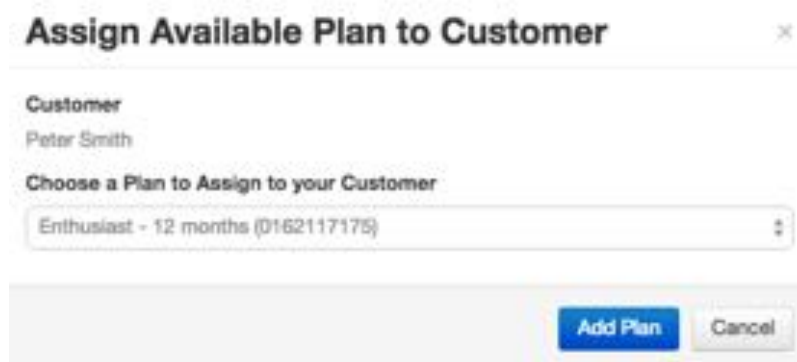 Assign Available Plan to Customer
×
Customer
Peter Smith
Choose a Plan to Assign to your Customer
Enthusiast - 12 months (0162117175)
Add Plan
Cancel